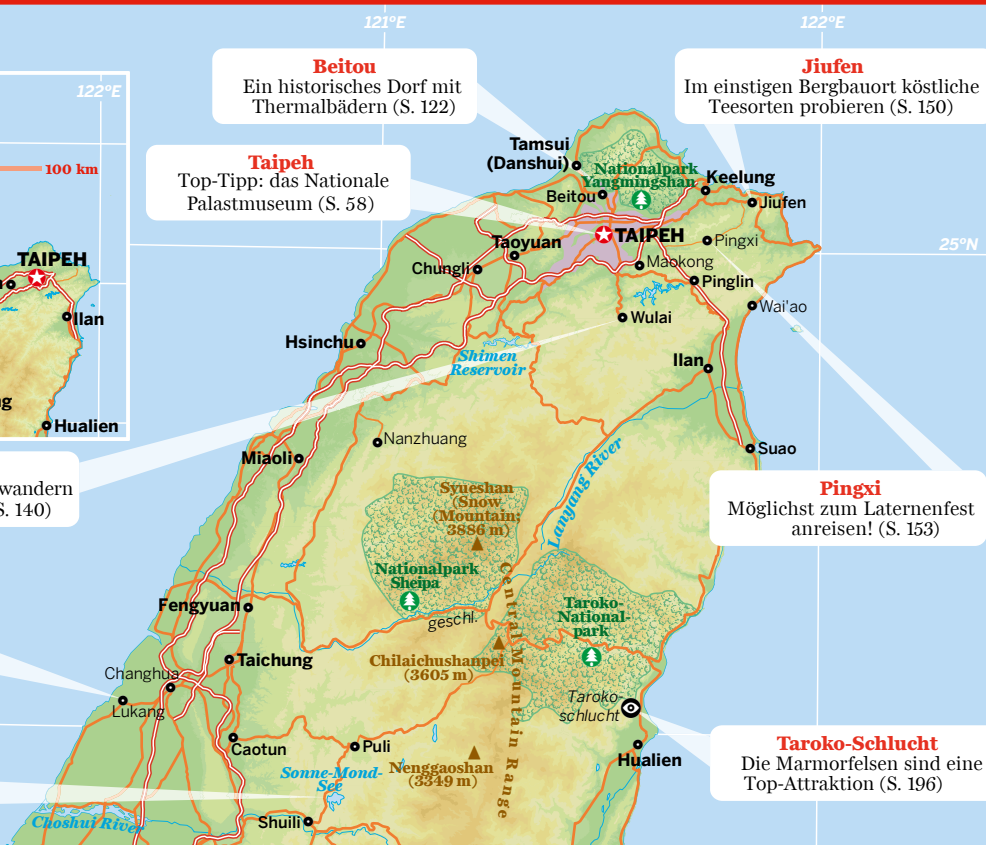 121°E
122°E
Beitou
Ein historisches Dorf mit
Thermalbädern (S. 122)
Jiufen
Im einstigen Bergbauort köstliche
Teesorten probieren (S. 150)
122°E
100 km
Taipeh
Top-Tipp: das Nationale
Palastmuseum (S. 58)
Tamsui
(Danshui)
Nationalpark
Yangmingshan
Keelung
Beitou
Jiufen
TAIPEH
Pingxi
25°N
Taoyuan
Maokong
Chungli
Pinglin
TAIPEH
Ilan
Wai'ao
Wulai
Hsinchu
Shimen
Reservoir
Ilan
Hualien
Nanzhuang
Suao
Miaoli
wandern
S. 140)
Lanyang River
Syueshan
(Snow
Mountain;
3886 m)
Pingxi
Möglichst zum Laternenfest
anreisen! (S. 153)
Nationalpark
Sheipa
Central Mountain Range
Fengyuan
geschl.
Taroko-
National-
park
Taichung
Chilaichushanpei
(3605 m)
Changhua
Lukang
Taroko-
schlucht
Caotun
Puli
Hualien
Taroko-Schlucht
Die Marmorfelsen sind eine
Top-Attraktion (S. 196)
Sonne-Mond-
See
Nenggaoshan
(3349 m)
Choshui River
Shuili